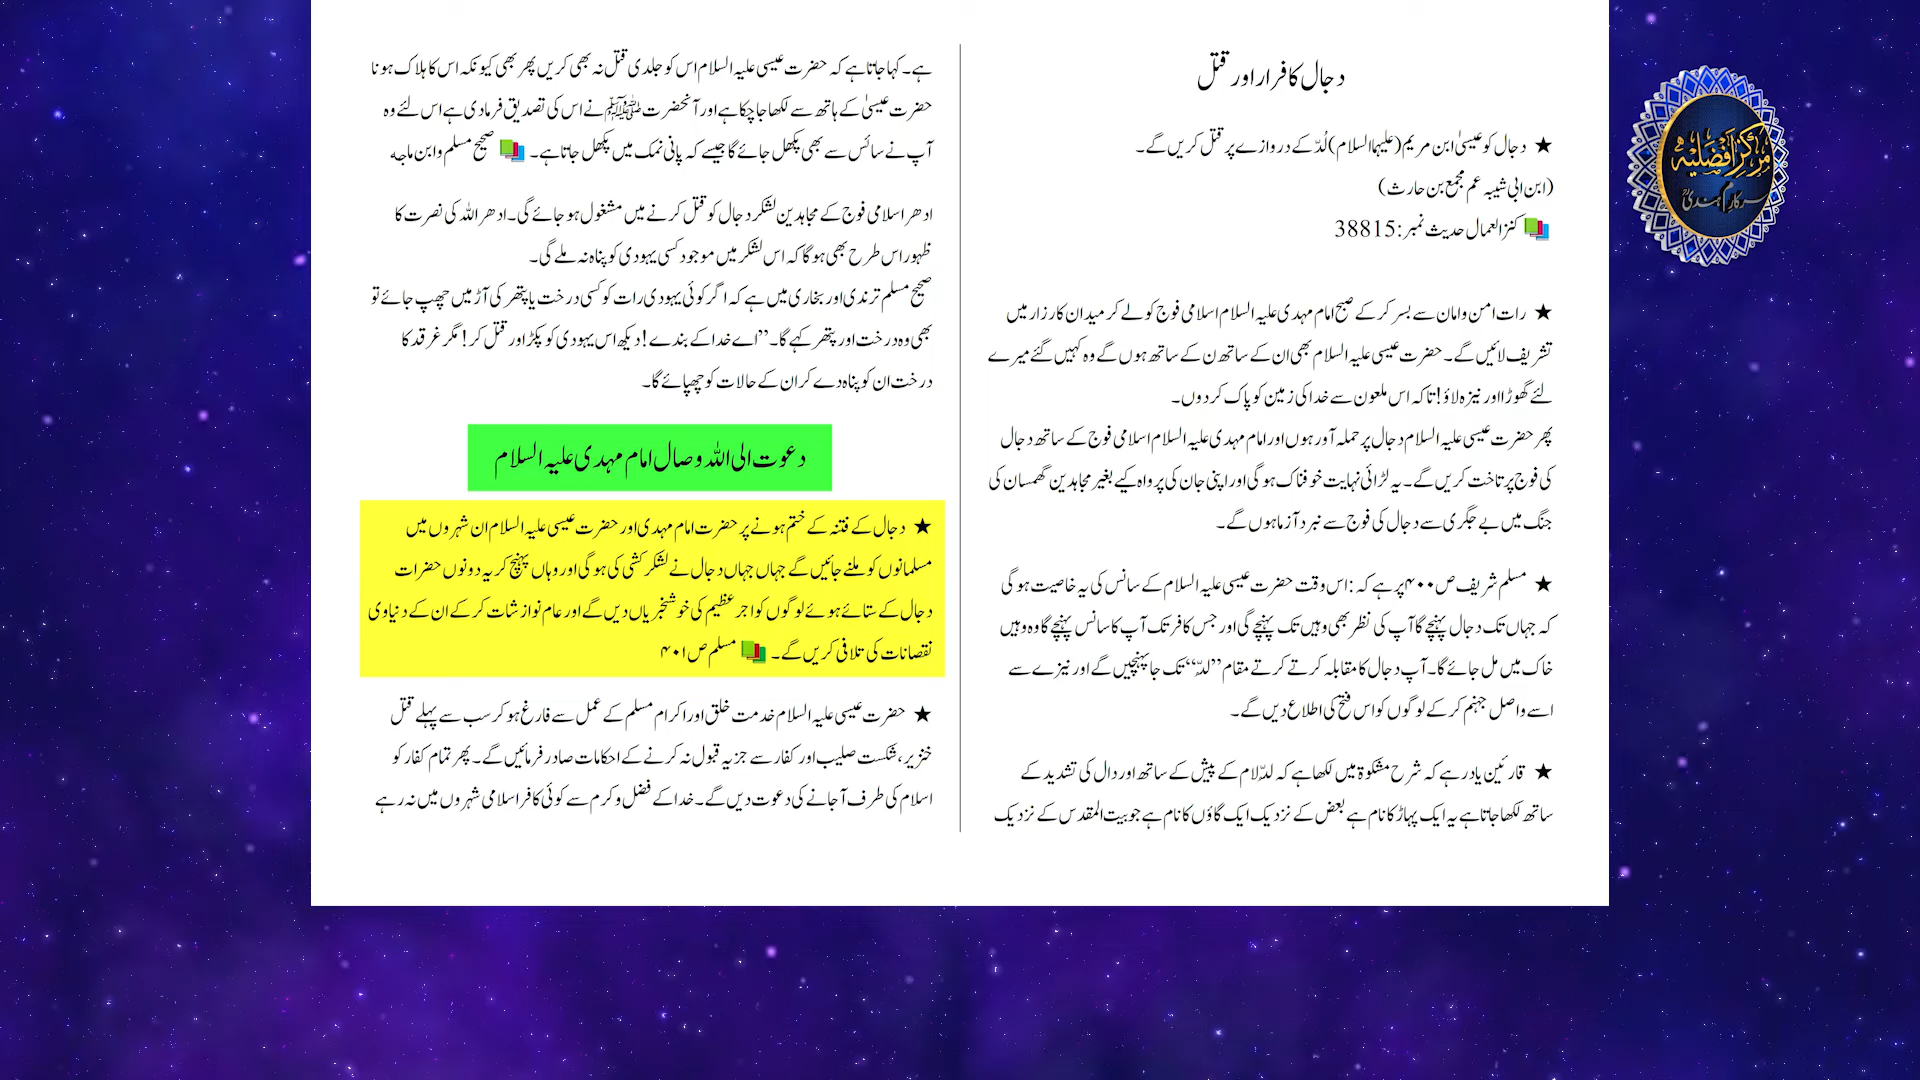 دجال کا فرار اور قتل
★ دجال کو عیسیٰ ابن مریم (علیہما السلام) لُدّ کے دروازے پر قتل کریں گے۔
(ابن ابی شیبہ عم مجمع بن حارث)
کنز العمال حدیث نمبر: 38815
★ رات امن و امان سے بسر کر کے صبح امام مہدی علیہ السلام اسلامی فوج کو لے کر میدان کارزار میں
تشریف لائیں گے۔ حضرت عیسی علیہ السلام بھی ان کے ساتھ ن کے ساتھ ہوں گے وہ کہیں گئے میرے
لئے گھوڑا اور نیزہ لاؤ! تاکہ اس ملعون سے خدا کی زمین کو پاک کر دوں۔
پھر حضرت عیسی علیہ السلام دجال پر حملہ آور ہوں اور امام مہدی علیہ السلام اسلامی فوج کے ساتھ دجال
کی فوج پر تاخت کریں گے۔ یہ لڑائی نہایت خوفناک ہو گی اور اپنی جان کی پرواہ کیے بغیر مجاہدین گھمسان کی
جنگ میں بے جگری سے دجال کی فوج سے نبرد آزما ہوں گے۔
★ مسلم شریف ص ۴۰۰ پر ہے کہ: اس وقت حضرت عیسی علیہ السلام کے سانس کی یہ خاصیت ہو گی
کہ جہاں تک دجال پہنچے گا آپ کی نظر بھی وہیں تک پہنچے گی اور جس کافر تک آپ کا سانس پہنچے گا وہ وہیں
خاک میں مل جائے گا۔ آپ دجال کا مقابلہ کرتے کرتے مقام ”لدّ“ تک جا پہنچیں گے اور نیزے سے
اسے واصل جہنم کر کے لوگوں کو اس فتح کی اطلاع دیں گے۔
★ قارئین یاد رہے کہ شرح مشکوۃ میں لکھا ہے کہ لدّ لام کے پیش کے ساتھ اور دال کی تشدید کے
ساتھ لکھا جاتا ہے یہ ایک پہاڑ کا نام ہے بعض کے نزدیک ایک گاؤں کا نام ہے جو بیت المقدس کے نزدیک
ہے۔ کہا جاتا ہے کہ حضرت عیسی علیہ السلام اس کو جلدی قتل نہ بھی کریں پھر بھی کیونکہ اس کا ہلاک ہونا
حضرت عیسیٰ کے ہاتھ سے لکھا جا چکا ہے اور آنحضرت ﷺ نے اس کی تصدیق فرمادی ہے اس لئے وہ
آپ نے سائس سے بھی پکھل جائے گا جیسے کہ پانی نمک میں پکھل جاتا ہے۔ صحیح مسلم و ابن ماجه
ادھر اسلامی فوج کے مجاہدین لشکر دجال کو قتل کرنے میں مشغول ہو جائے گی۔ ادھر اللہ کی نصرت کا
ظہور اس طرح بھی ہو گا کہ اس لشکر میں موجود کسی یہودی کو پناہ نہ ملے گی۔
صحیح مسلم ترندی اور بخاری میں ہے کہ اگر کوئی یہودی رات کو کسی درخت یا پتھر کی آڑ میں چھپ جائے تو
بھی وہ درخت اور پتھر کہے گا۔ ”اے خدا کے بندے! دیکھ اس یہودی کو پکڑ اور قتل کر! مگر غرقد کا
درخت ان کو پناہ دے کر ان کے حالات کو چھپائے گا۔
دعوت الی اللہ وصال امام مہدی علیہ السلام
★ دجال کے فتنہ کے ختم ہونے پر حضرت امام مہدی اور حضرت عیسی علیہ السلام ان شہروں میں
مسلمانوں کو ملنے جائیں گے جہاں جہاں دجال نے لشکر کشی کی ہو گی اور وہاں پہنچ کر یہ دونوں حضرات
دجال کے ستائے ہوئے لوگوں کو اجر عظیم کی خوشخبریاں دیں گے اور عام نواز شات کر کے ان کے دنیاوی
نقصانات کی تلافی کریں گے۔ مسلم ص ۴۰۱
★ حضرت عیسی علیہ السلام خدمت خلق اور اکرام مسلم کے عمل سے فارغ ہو کر سب سے پہلے قتل
خنزیر، شکست صلیب اور کفار سے جزیہ قبول نہ کرنے کے احکامات صادر فرمائیں گے۔ پھر تمام کفار کو
اسلام کی طرف آجانے کی دعوت دیں گے۔ خدا کے فضل و کرم سے کوئی کافر اسلامی شہروں میں نہ رہے
مرکز افضلیہ
سرکار ہندی